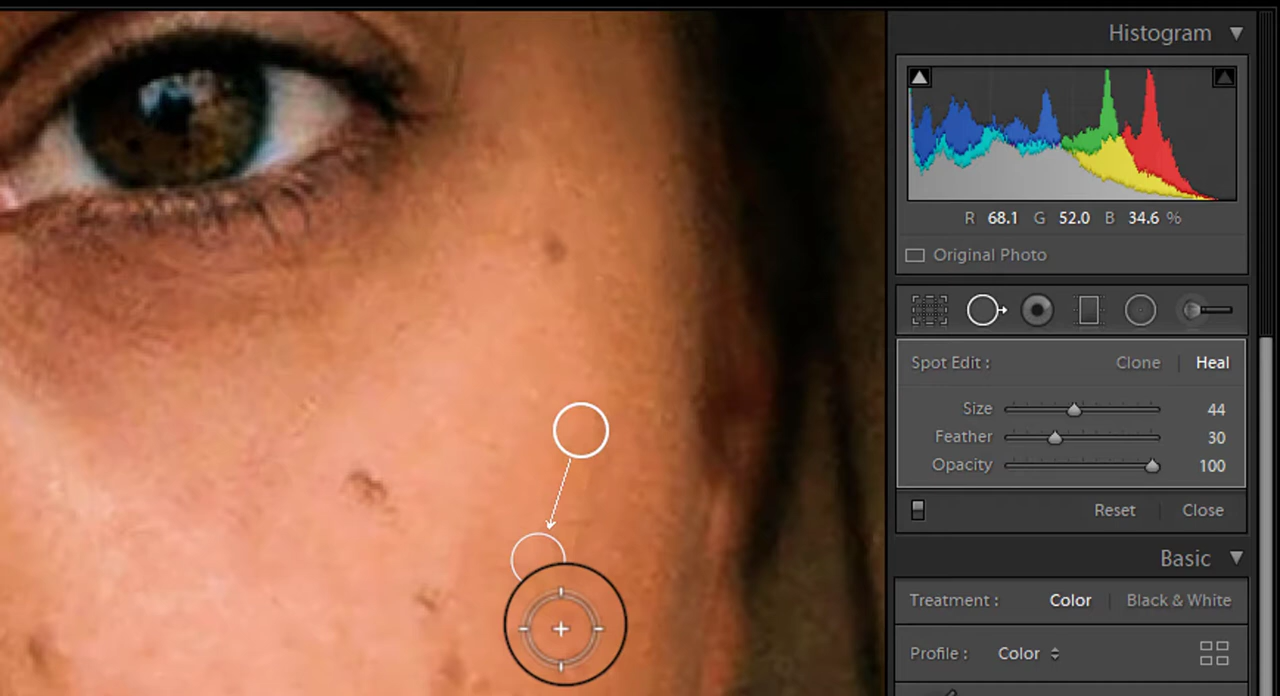 Histogram
R 68.1 G 52.0 B 34.6 %
Original Photo
Spot Edit : Clone | Heal
Size 44
Feather 30
Opacity 100
Reset | Close
Basic
Treatment : Color | Black & White
Profile : Color